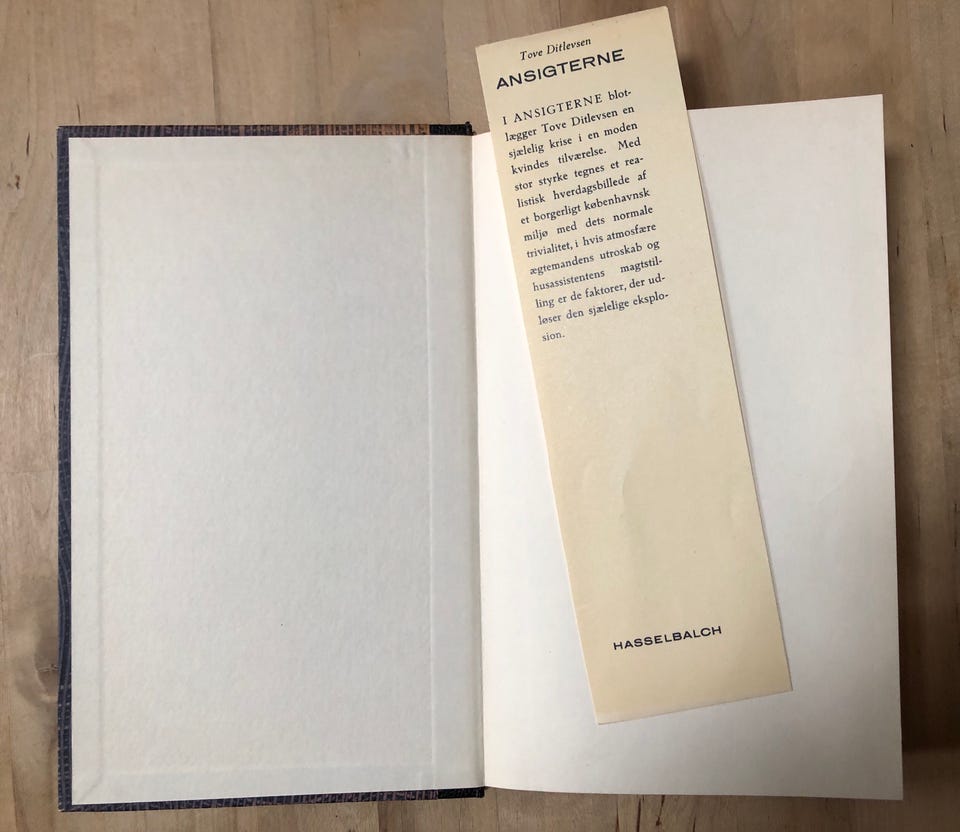 Tove Ditlevsen
ANSIGTERNE
I ANSIGTERNE blot-
lægger Tove Ditlevsen en
sjælelig krise i en moden
kvindes tilværelse. Med
stor styrke tegnes et rea-
listisk hverdagsbillede af
et borgerligt københavnsk
miljø med dets normale
trivialitet, i hvis atmosfære
ægtemandens utroskab og
husassistentens magtstil-
ling er de faktorer, der ud-
løser den sjælelige eksplo-
sion.
HASSELBALCH